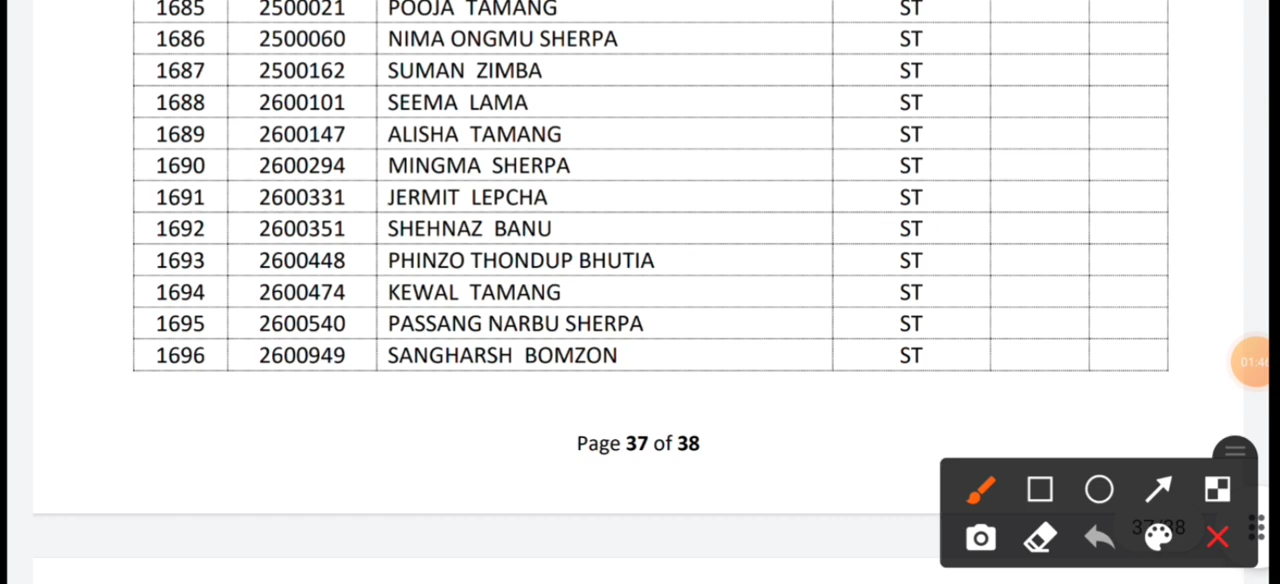 1685 2500021 POOJA TAMANG ST
1686 2500060 NIMA ONGMU SHERPA ST
1687 2500162 SUMAN ZIMBA ST
1688 2600101 SEEMA LAMA ST
1689 2600147 ALISHA TAMANG ST
1690 2600294 MINGMA SHERPA ST
1691 2600331 JERMIT LEPCHA ST
1692 2600351 SHEHNAZ BANU ST
1693 2600448 PHINZO THONDUP BHUTIA ST
1694 2600474 KEWAL TAMANG ST
1695 2600540 PASSANG NARBU SHERPA ST
1696 2600949 SANGHARSH BOMZON ST
Page 37 of 38